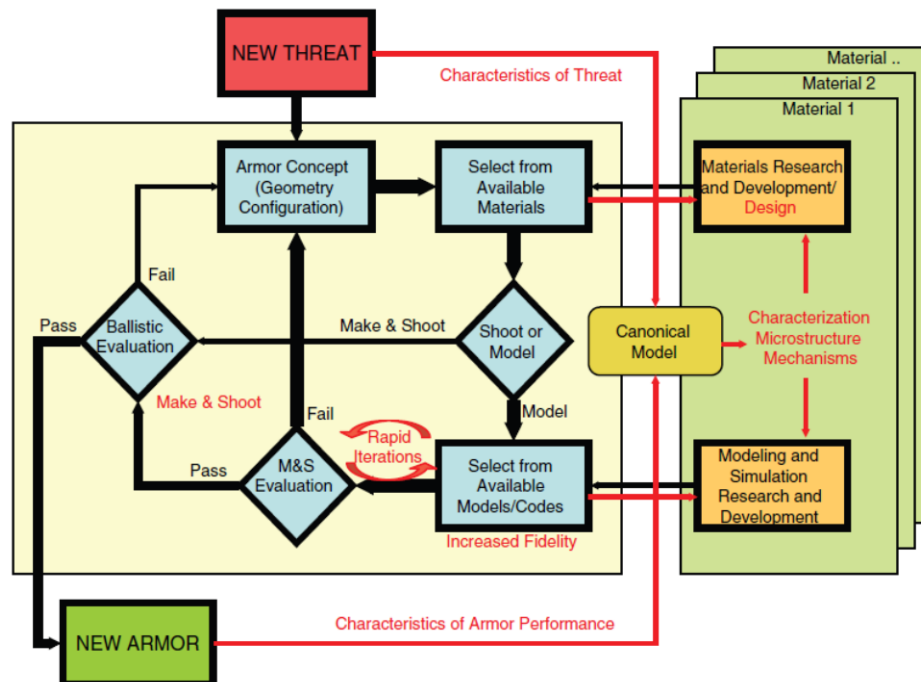 NEW THREAT
Characteristics of Threat
Material ..
Material 2
Material 1
Armor Concept
(Geometry
Configuration)
Select from
Available
Materials
Materials Research
and Development/
Design
Fail
Pass
Ballistic
Evaluation
Make & Shoot
Shoot or
Model
Canonical
Model
Characterization
Microstructure
Mechanisms
Make & Shoot
Fail
Model
Rapid
Iterations
Pass
M&S
Evaluation
Select from
Available
Models/Codes
Modeling and
Simulation
Research and
Development
Increased Fidelity
NEW ARMOR
Characteristics of Armor Performance